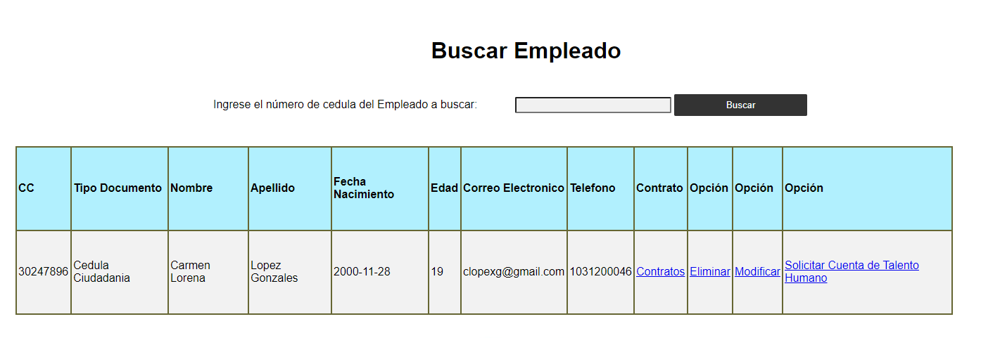 Buscar Empleado
Ingrese el número de cedula del Empleado a buscar: Buscar
CC Tipo Documento Nombre Apellido Fecha Nacimiento Edad Correo Electronico Telefono Contrato Opción Opción Opción
30247896 Cedula Ciudadania Carmen Lorena Lopez Gonzales 2000-11-28 19 clopexg@gmail.com 1031200046 Contratos Eliminar Modificar Solicitar Cuenta de Talento Humano